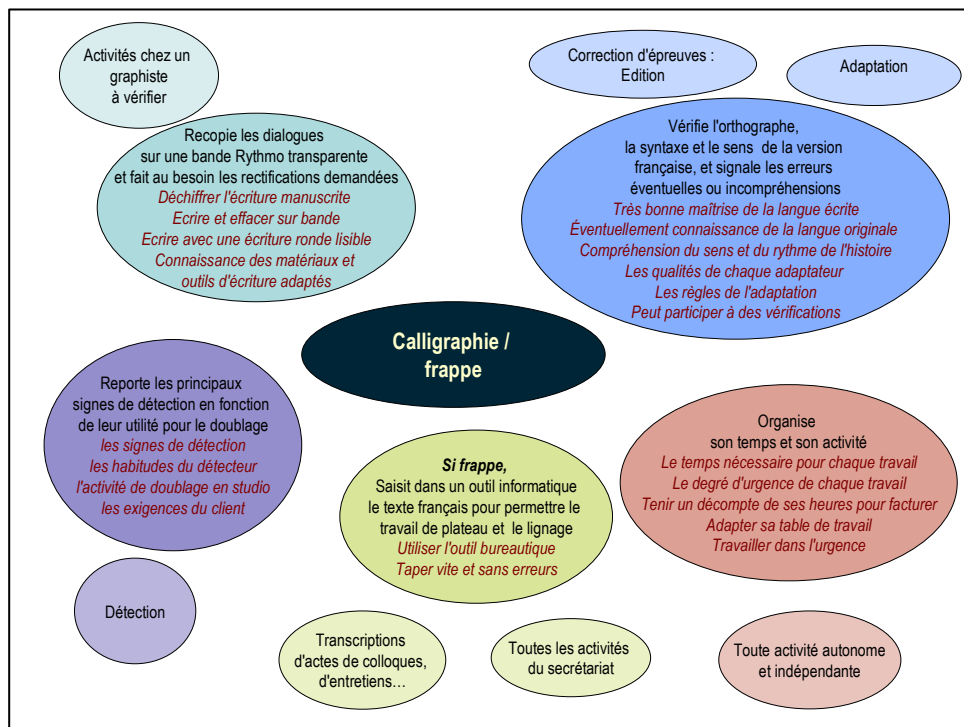 Activités chez un
graphiste
à vérifier
Correction d'épreuves :
Edition
Adaptation
Recopie les dialogues
sur une bande Rythmo transparente
et fait au besoin les rectifications demandées
Déchiffrer l'écriture manuscrite
Ecrire et effacer sur bande
Ecrire avec une écriture ronde lisible
Connaissance des matériaux et
outils d'écriture adaptés
Vérifie l'orthographe,
la syntaxe et le sens de la version
française, et signale les erreurs
éventuelles ou incompréhensions
Très bonne maîtrise de la langue écrite
Éventuellement connaissance de la langue originale
Compréhension du sens et du rythme de l'histoire
Les qualités de chaque adaptateur
Les règles de l'adaptation
Peut participer à des vérifications
Calligraphie /
frappe
Reporte les principaux
signes de détection en fonction
de leur utilité pour le doublage
les signes de détection
les habitudes du détecteur
l'activité de doublage en studio
les exigences du client
Si frappe,
Saisit dans un outil informatique
le texte français pour permettre le
travail de plateau et le lignage
Utiliser l'outil bureautique
Taper vite et sans erreurs
Organise
son temps et son activité
Le temps nécessaire pour chaque travail
Le degré d'urgence de chaque travail
Tenir un décompte de ses heures pour facturer
Adapter sa table de travail
Travailler dans l'urgence
Détection
Transcriptions
d'actes de colloques,
d'entretiens…
Toutes les activités
du secrétariat
Toute activité autonome
et indépendante